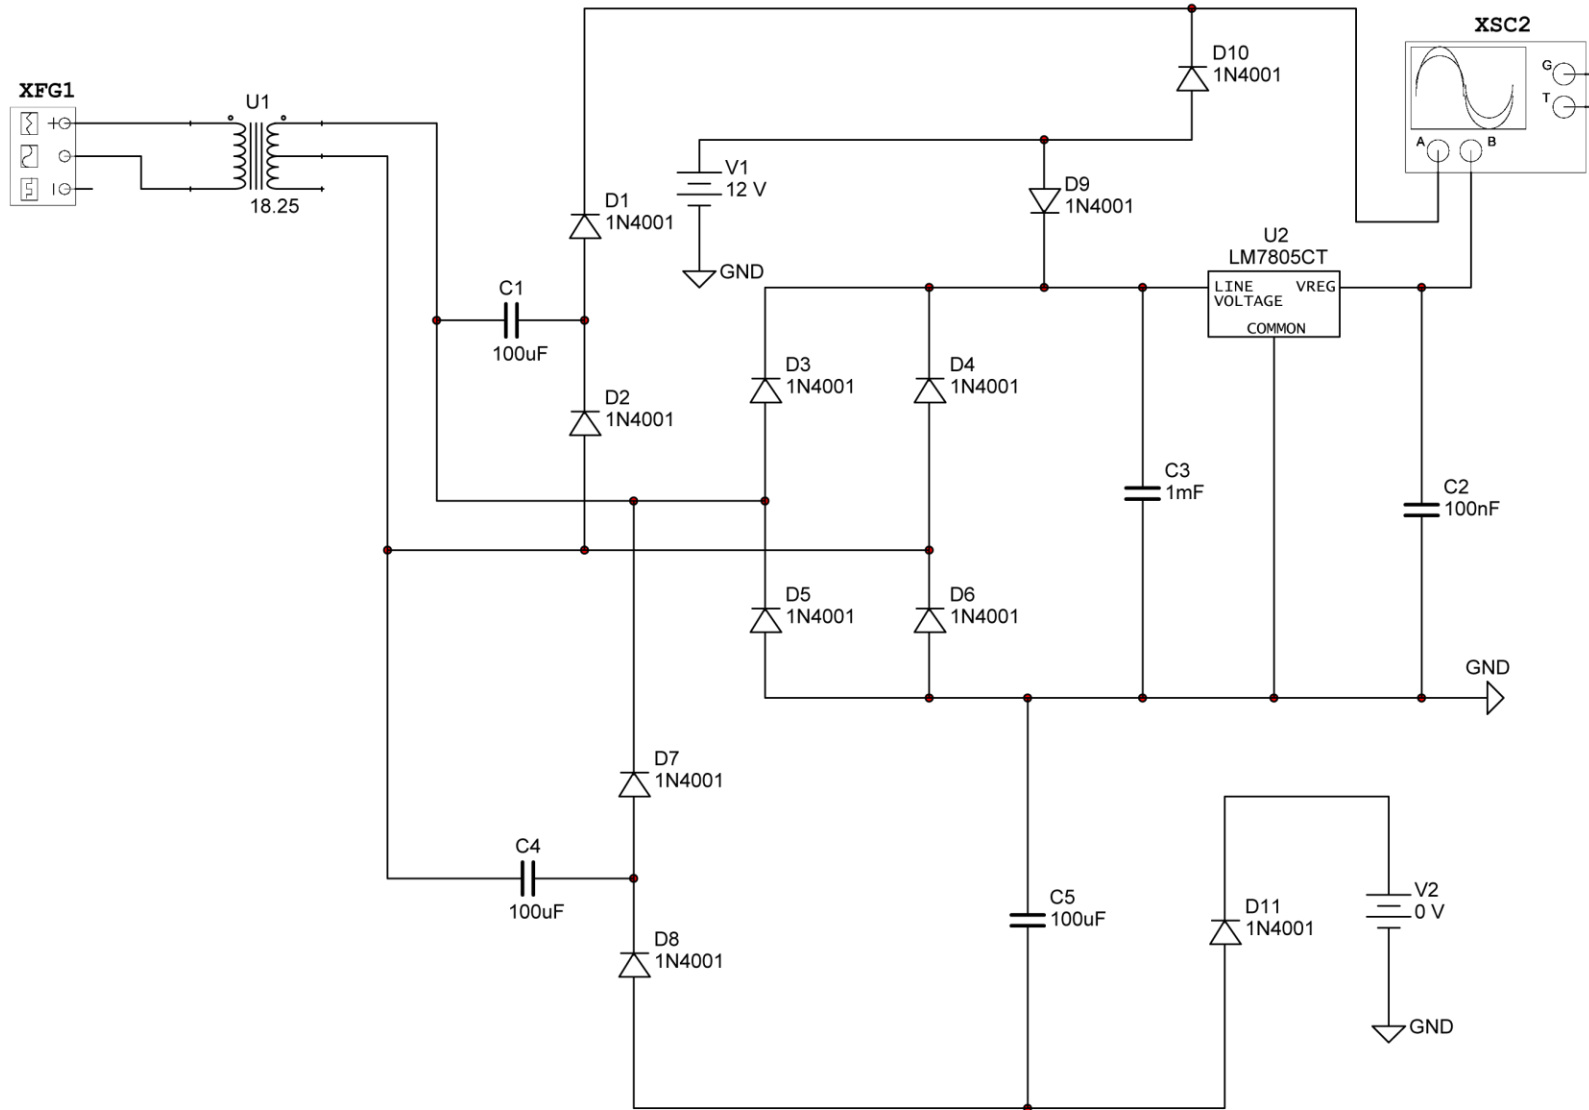 XSC2
D10
1N4001
G
T
A
B
XFG1
U1
18.25
V1
12 V
GND
D9
1N4001
D1
1N4001
U2
LM7805CT
LINE
VOLTAGE
VREG
COMMON
C1
100uF
D3
1N4001
D4
1N4001
D2
1N4001
C3
1mF
C2
100nF
D5
1N4001
D6
1N4001
GND
D7
1N4001
C4
100uF
D8
1N4001
C5
100uF
D11
1N4001
V2
0 V
GND